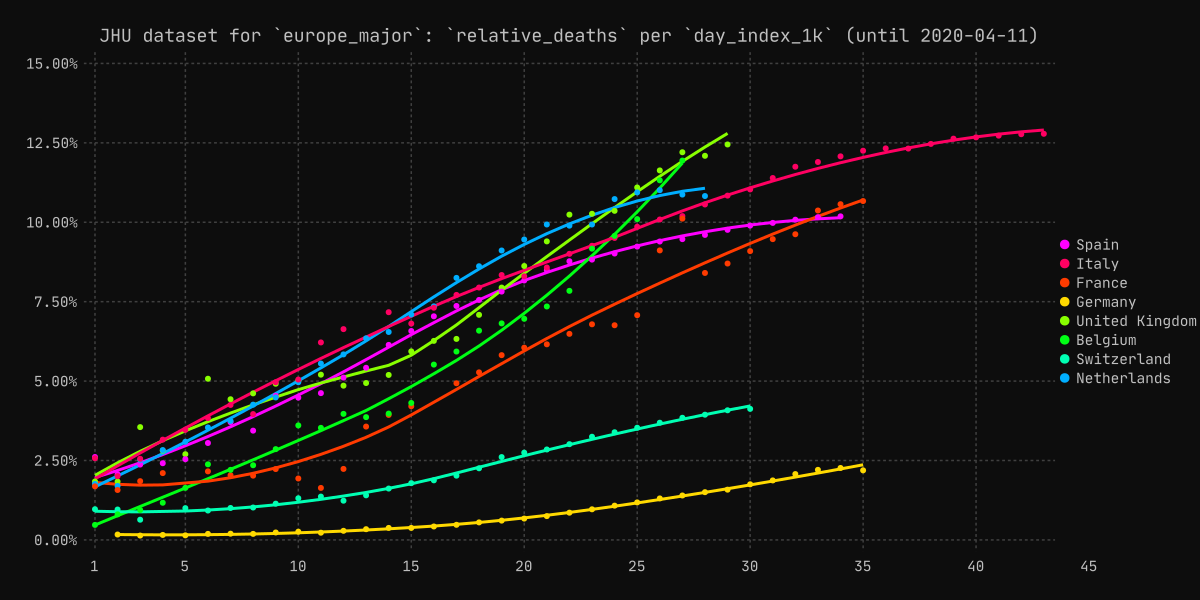 JHU dataset for `europe_major`: `relative_deaths` per `day_index_1k` (until 2020-04-11)
15.00%
12.50%
10.00%
7.50%
5.00%
2.50%
0.00%
1 5 10 15 20 25 30 35 40 45
Spain
Italy
France
Germany
United Kingdom
Belgium
Switzerland
Netherlands